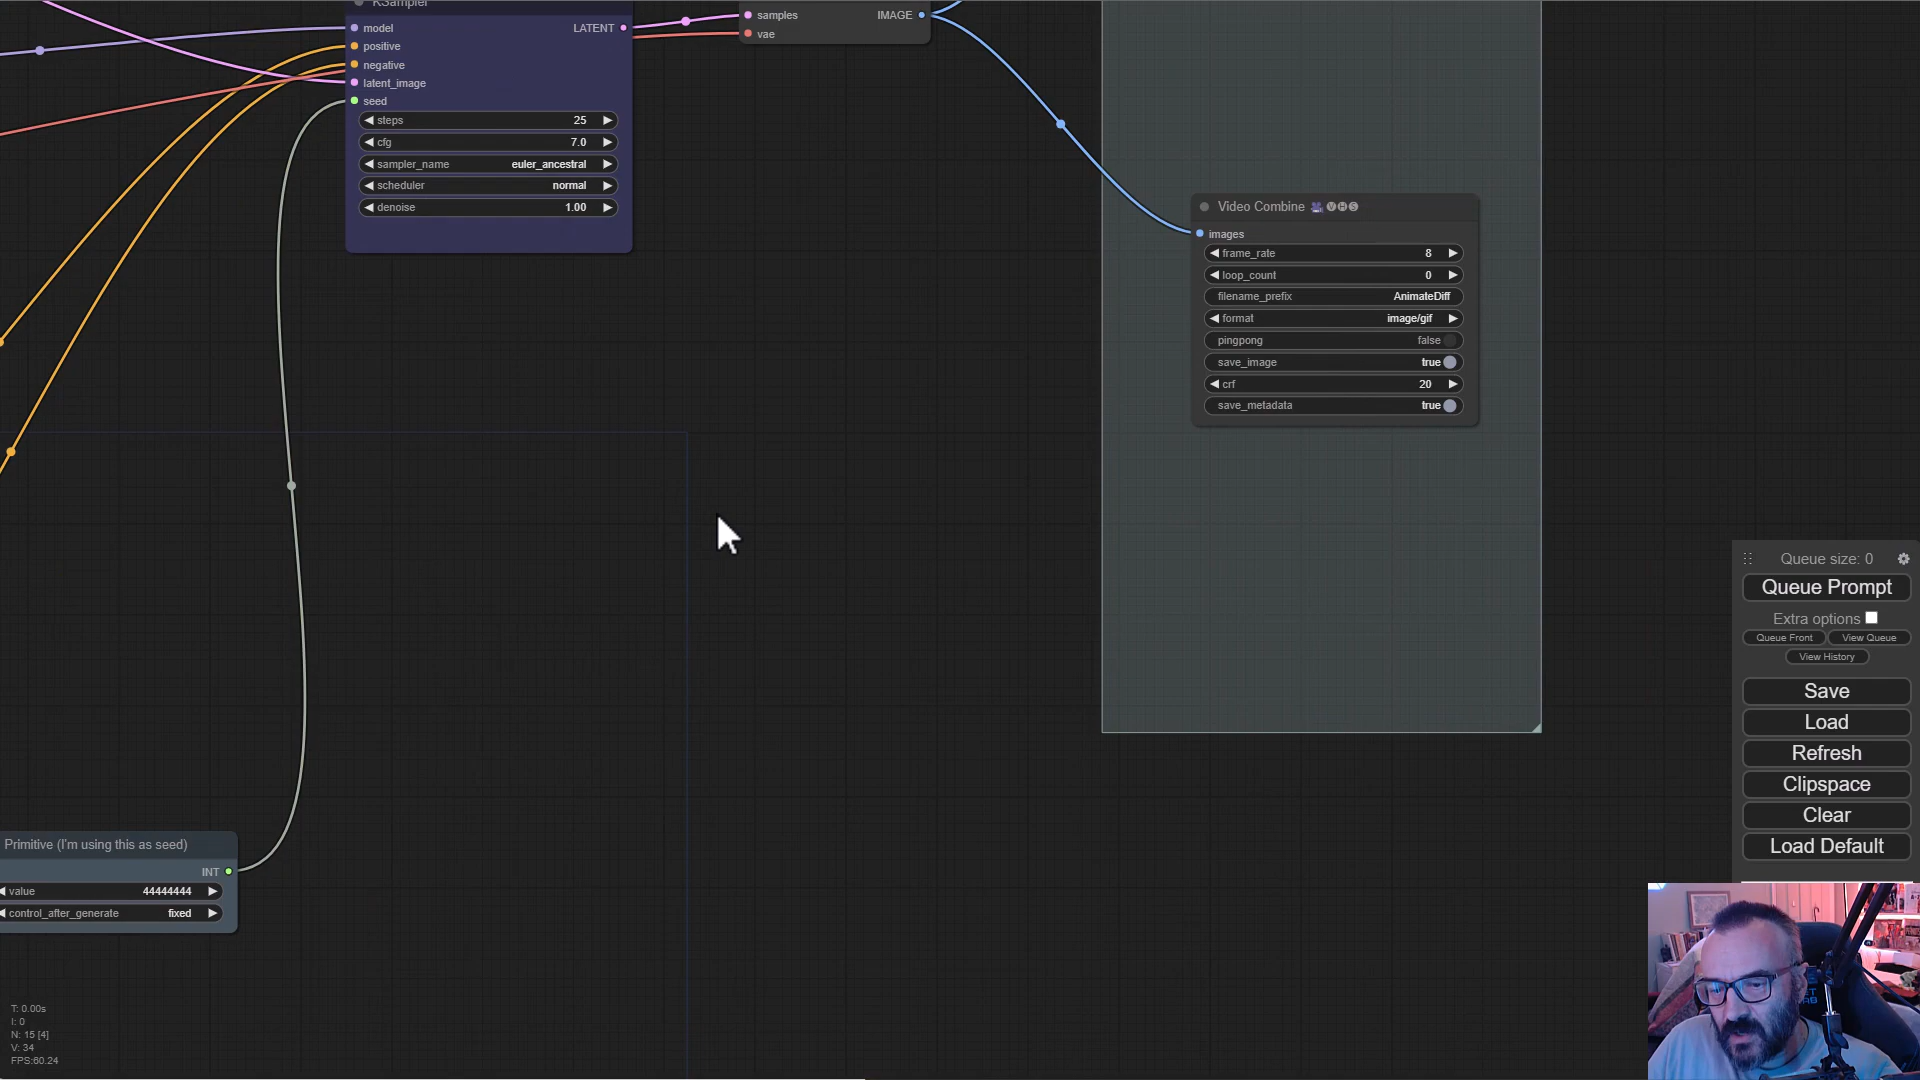 KSampler
model
LATENT
positive
negative
latent_image
seed
steps 25
cfg 7.0
sampler_name euler_ancestral
scheduler normal
denoise 1.00
samples IMAGE
vae
Video Combine 🎥🅥🅗🅢
images
frame_rate 8
loop_count 0
filename_prefix AnimateDiff
format image/gif
pingpong false
save_image true
crf 20
save_metadata true
Primitive (I'm using this as seed)
INT
value 44444444
control_after_generate fixed
Queue size: 0
Queue Prompt
Extra options
Queue Front View Queue
View History
Save
Load
Refresh
Clipspace
Clear
Load Default
T: 0.00s
I: 0
N: 15 [4]
V: 34
FPS:60.24